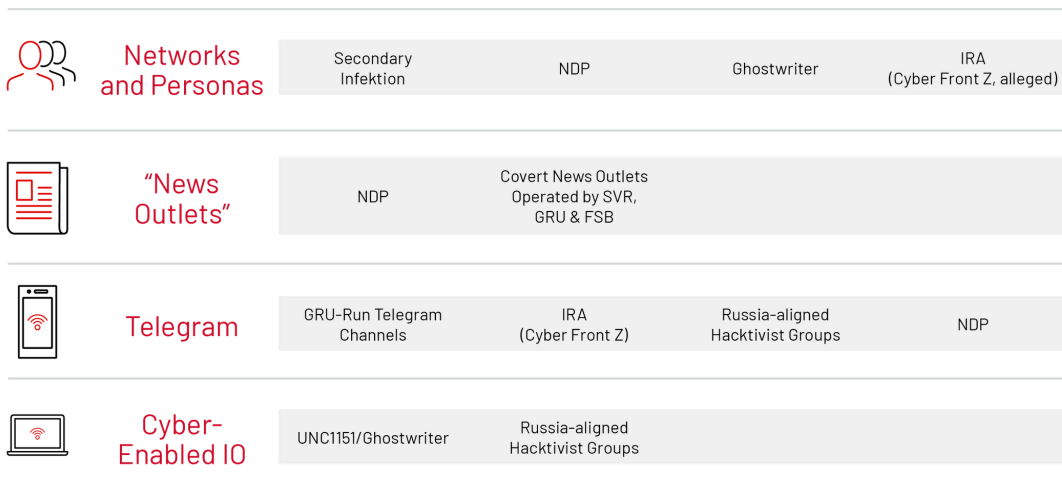 Networks
and Personas
Secondary
Infektion
NDP
Ghostwriter
IRA
(Cyber Front Z, alleged)
“News
Outlets”
NDP
Covert News Outlets
Operated by SVR,
GRU & FSB
Telegram
GRU-Run Telegram
Channels
IRA
(Cyber Front Z)
Russia-aligned
Hacktivist Groups
NDP
Cyber-
Enabled IO
UNC1151/Ghostwriter
Russia-aligned
Hacktivist Groups